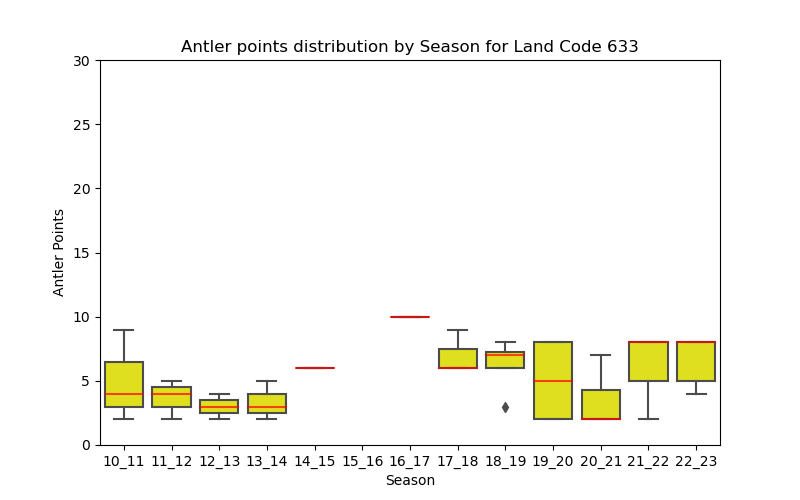 Antler points distribution by Season for Land Code 633
30
25
20
15
10
5
0
Antler Points
10_11 11_12 12_13 13_14 14_15 15_16 16_17 17_18 18_19 19_20 20_21 21_22 22_23
Season